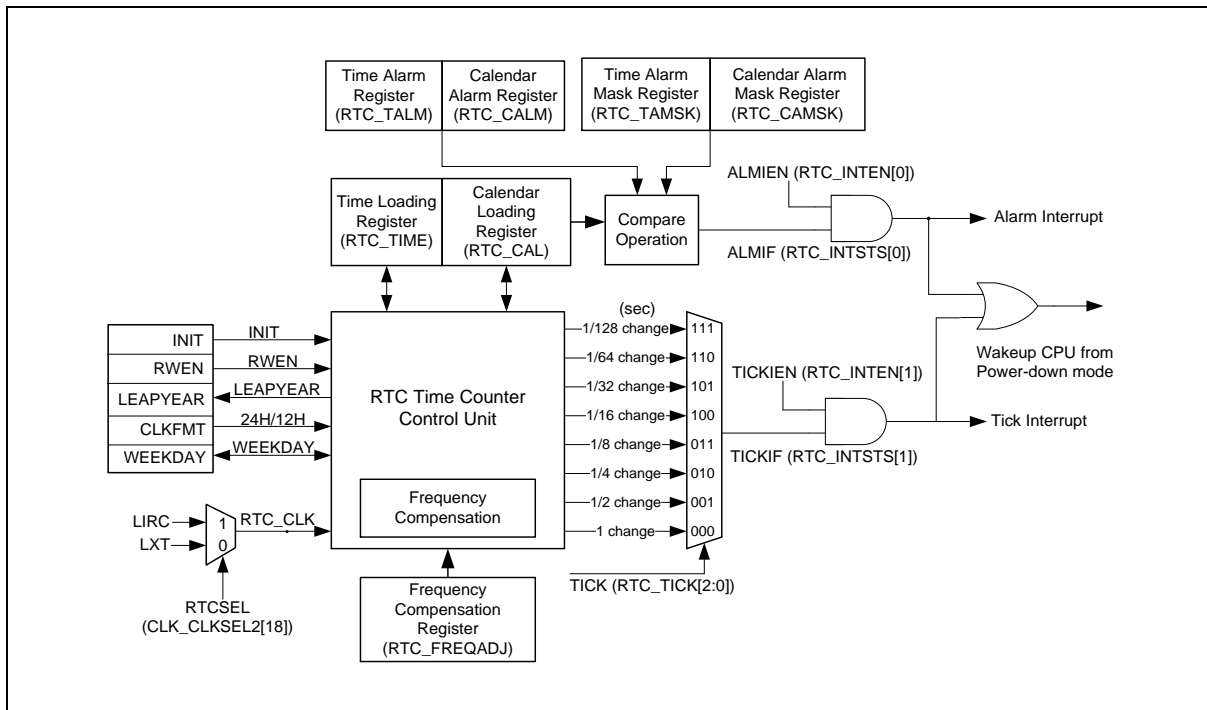 Time Alarm
Register
(RTC_TALM)
Calendar
Alarm Register
(RTC_CALM)
Time Alarm
Mask Register
(RTC_TAMSK)
Calendar Alarm
Mask Register
(RTC_CAMSK)
Time Loading
Register
(RTC_TIME)
Calendar
Loading
Register
(RTC_CAL)
Compare
Operation
ALMIEN (RTC_INTEN[0])
ALMIF (RTC_INTSTS[0])
Alarm Interrupt
Wakeup CPU from
Power-down mode
INIT
INIT
RWEN
RWEN
LEAPYEAR
LEAPYEAR
CLKFMT
24H/12H
WEEKDAY
WEEKDAY
RTC Time Counter
Control Unit
Frequency
Compensation
(sec)
1/128 change
111
1/64 change
110
1/32 change
101
1/16 change
100
1/8 change
011
1/4 change
010
1/2 change
001
1 change
000
TICKIEN (RTC_INTEN[1])
TICKIF (RTC_INTSTS[1])
Tick Interrupt
LIRC
1
RTC_CLK
LXT
0
RTCSEL
(CLK_CLKSEL2[18])
TICK (RTC_TICK[2:0])
Frequency
Compensation
Register
(RTC_FREQADJ)